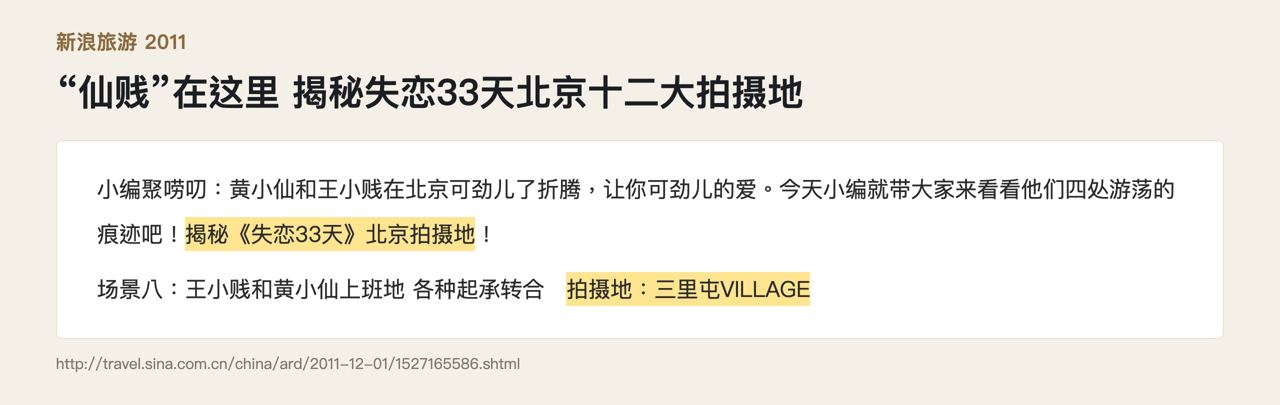 新浪旅游 2011
“仙贱”在这里 揭秘失恋33天北京十二大拍摄地
小编聚唠叨：黄小仙和王小贱在北京可劲儿了折腾，让你可劲儿的爱。今天小编就带大家来看看他们四处游荡的
痕迹吧！揭秘《失恋33天》北京拍摄地！
场景八：王小贱和黄小仙上班地 各种起承转合　拍摄地：三里屯VILLAGE
http://travel.sina.com.cn/china/ard/2011-12-01/1527165586.shtml